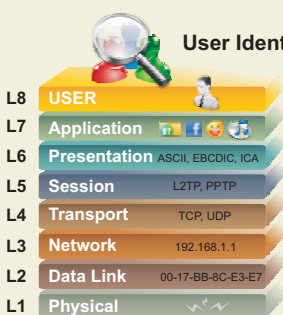 User Ident
L8 USER
L7 Application
L6 Presentation ASCII, EBCDIC, ICA
L5 Session L2TP, PPTP
L4 Transport TCP, UDP
L3 Network 192.168.1.1
L2 Data Link 00-17-BB-8C-E3-E7
L1 Physical